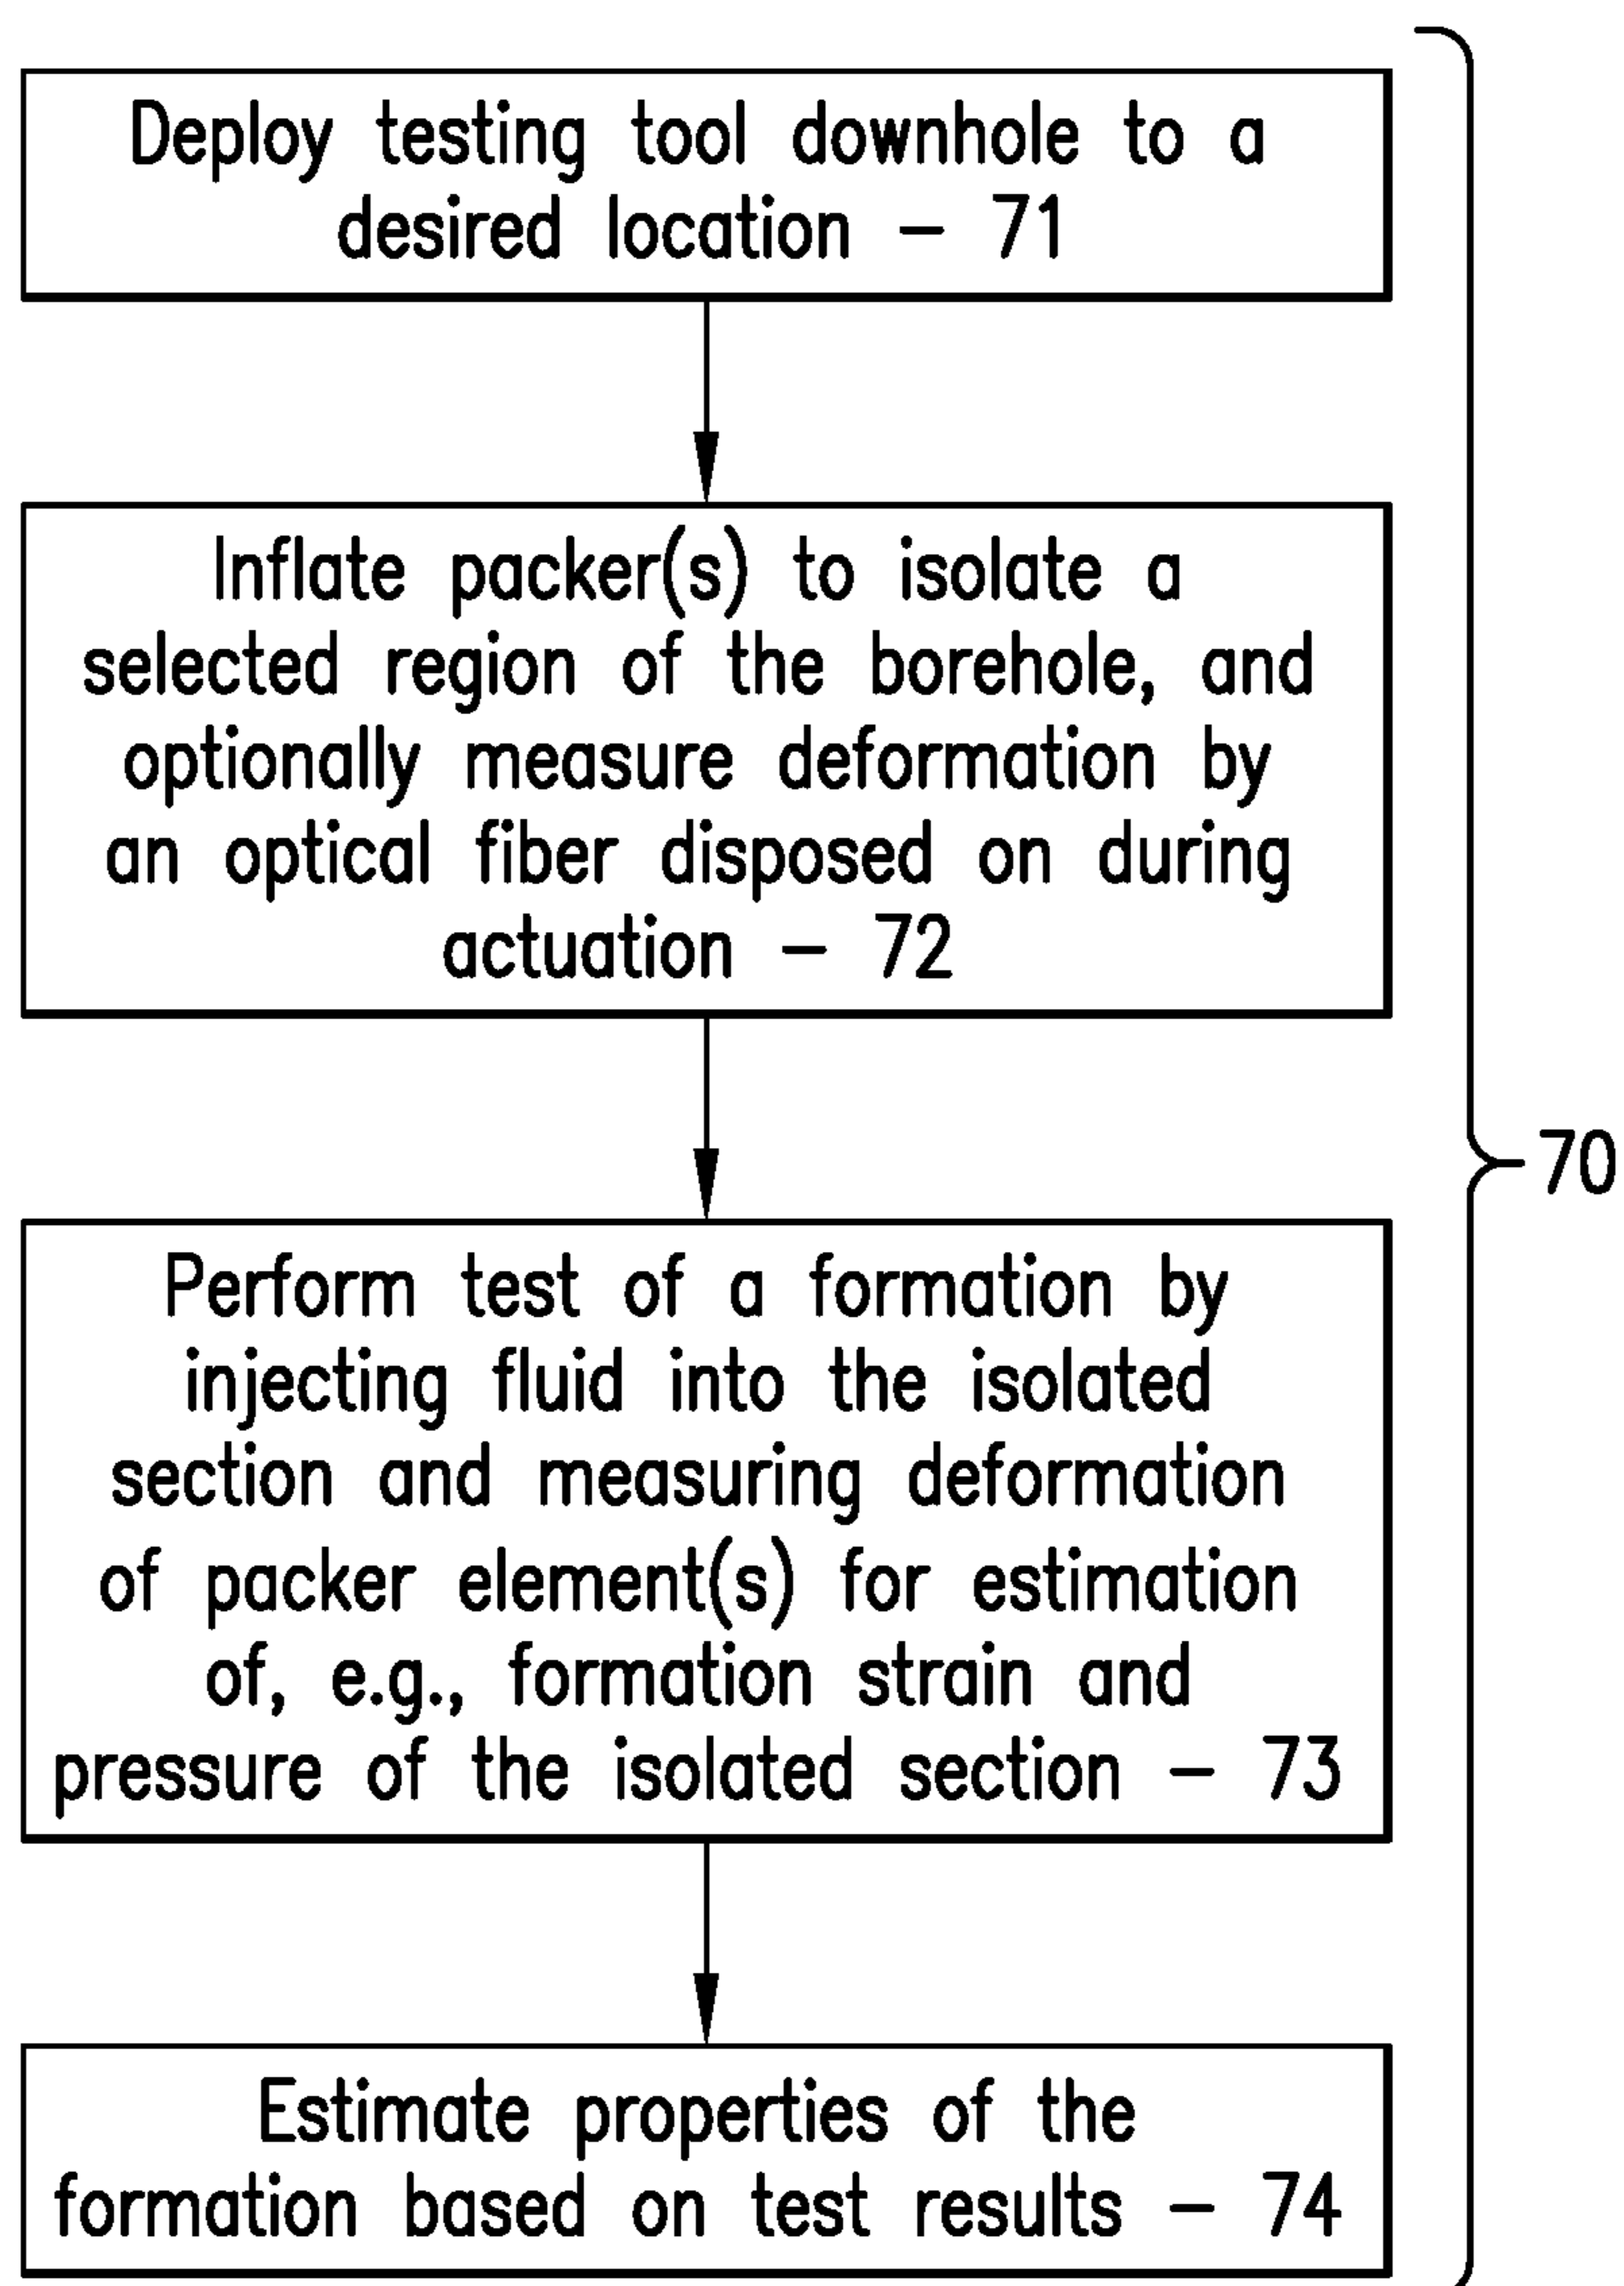 Deploy testing tool downhole to a
desired location – 71
Inflate packer(s) to isolate a
selected region of the borehole, and
optionally measure deformation by
an optical fiber disposed on during
actuation – 72
Perform test of a formation by
injecting fluid into the isolated
section and measuring deformation
of packer element(s) for estimation
of, e.g., formation strain and
pressure of the isolated section – 73
Estimate properties of the
formation based on test results – 74
70